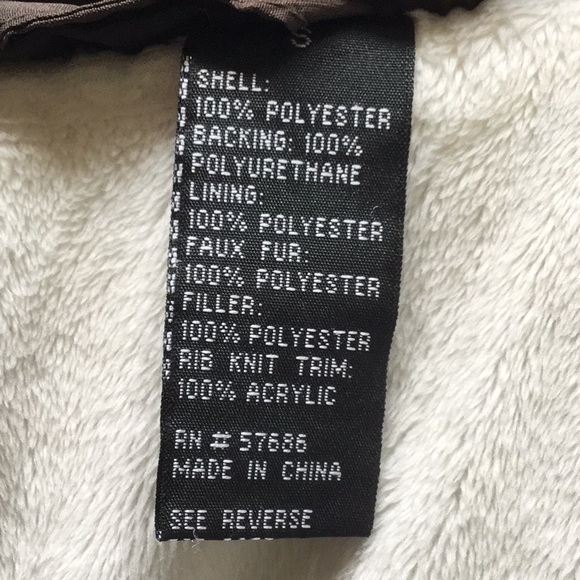 S
SHELL:
100% POLYESTER
BACKING: 100%
POLYURETHANE
LINING:
100% POLYESTER
FAUX FUR:
100% POLYESTER
FILLER:
100% POLYESTER
RIB KNIT TRIM:
100% ACRYLIC
RN # 57686
MADE IN CHINA
SEE REVERSE